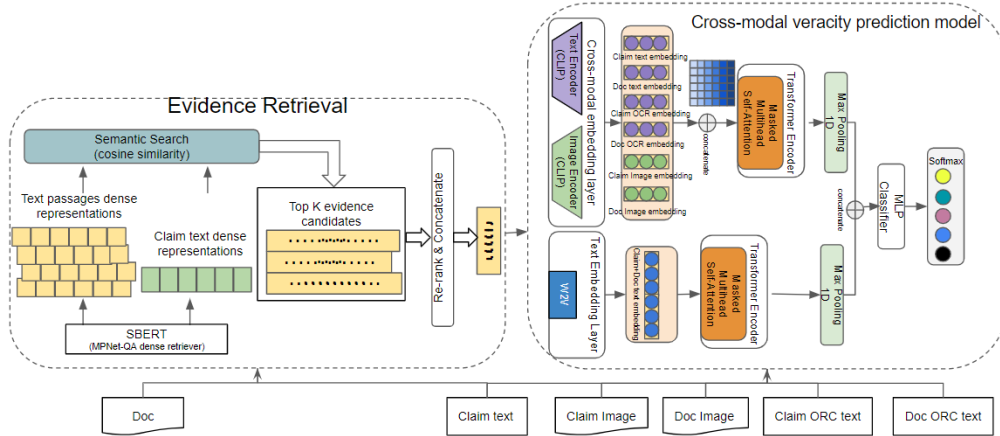 Cross-modal veracity prediction model
Evidence Retrieval
Semantic Search
(cosine similarity)
Text passages dense
representations
Claim text dense
representations
SBERT
(MPNet-QA dense retriever)
Top K evidence
candidates
Re-rank & Concatenate
Text Encoder
(CLIP)
Image Encoder
(CLIP)
Cross-modal embedding layer
Claim text embedding
Doc text embedding
Claim OCR embedding
Doc OCR embedding
Claim Image embedding
Doc Image embedding
concatenate
Masked
Multihead
Self-Attention
Transformer Encoder
Max Pooling
1D
W2V
Text Embedding Layer
Claim+Doc text embedding
Masked
Multihead
Self-Attention
Transformer Encoder
Max Pooling
1D
concatenate
MLP
Classifier
Softmax
Doc
Claim text
Claim Image
Doc Image
Claim ORC text
Doc ORC text